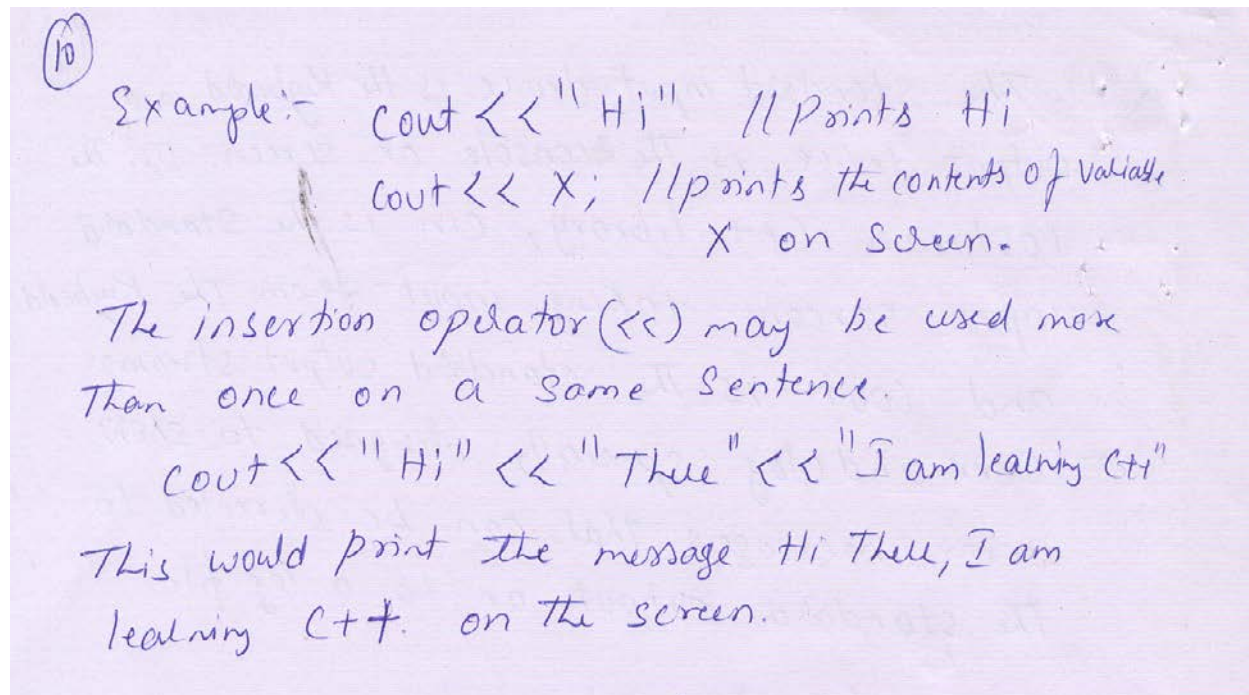 10
Example:- cout << "Hi" //Prints Hi
cout << X; //prints the contents of variable
X on Screen.
The insertion operator (<<) may be used more
Than once on a same Sentence
cout << "Hi" << "There" << "I am learning C++"
This would print the message Hi There, I am
learning C++. on the screen.